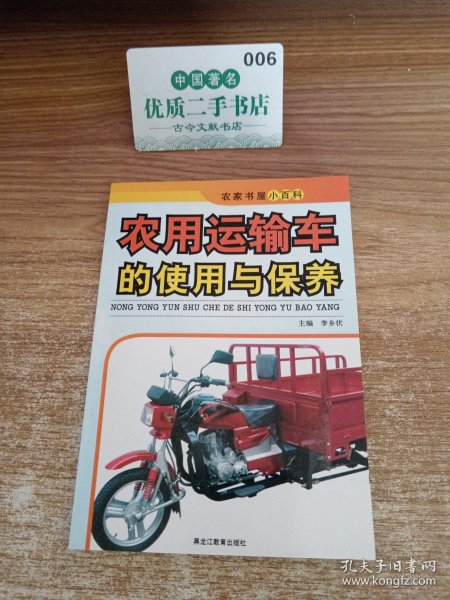 006
中国著名
优质二手书店
古今文献书店
农家书屋小百科
农用运输车
的使用与保养
NONG YONG YUN SHU CHE DE SHI YONG YU BAO YANG
主编 李乡状
黑龙江教育出版社
孔夫子旧书网
www.kongfz.com